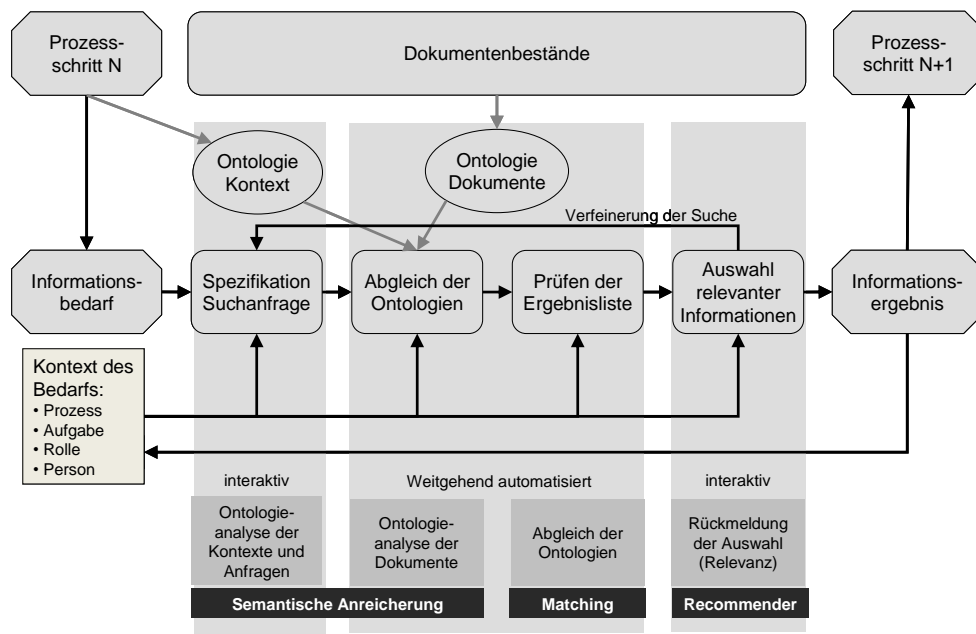 Prozess-
schritt N
Dokumentenbestände
Prozess-
schritt N+1
Ontologie
Kontext
Ontologie
Dokumente
Verfeinerung der Suche
Informations-
bedarf
Spezifikation
Suchanfrage
Abgleich der
Ontologien
Prüfen der
Ergebnisliste
Auswahl
relevanter
Informationen
Informations-
ergebnis
Kontext des
Bedarfs:
• Prozess
• Aufgabe
• Rolle
• Person
interaktiv
Weitgehend automatisiert
interaktiv
Ontologie-
analyse der
Kontexte und
Anfragen
Ontologie-
analyse der
Dokumente
Abgleich der
Ontologien
Rückmeldung
der Auswahl
(Relevanz)
Semantische Anreicherung
Matching
Recommender